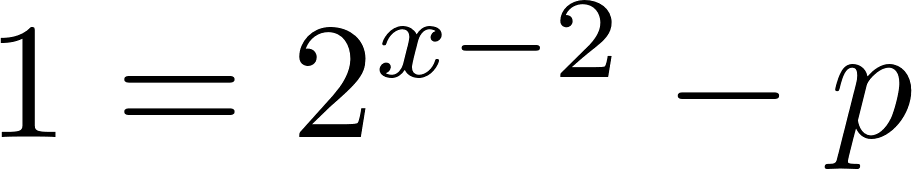 1 = 2^{x-2} - p